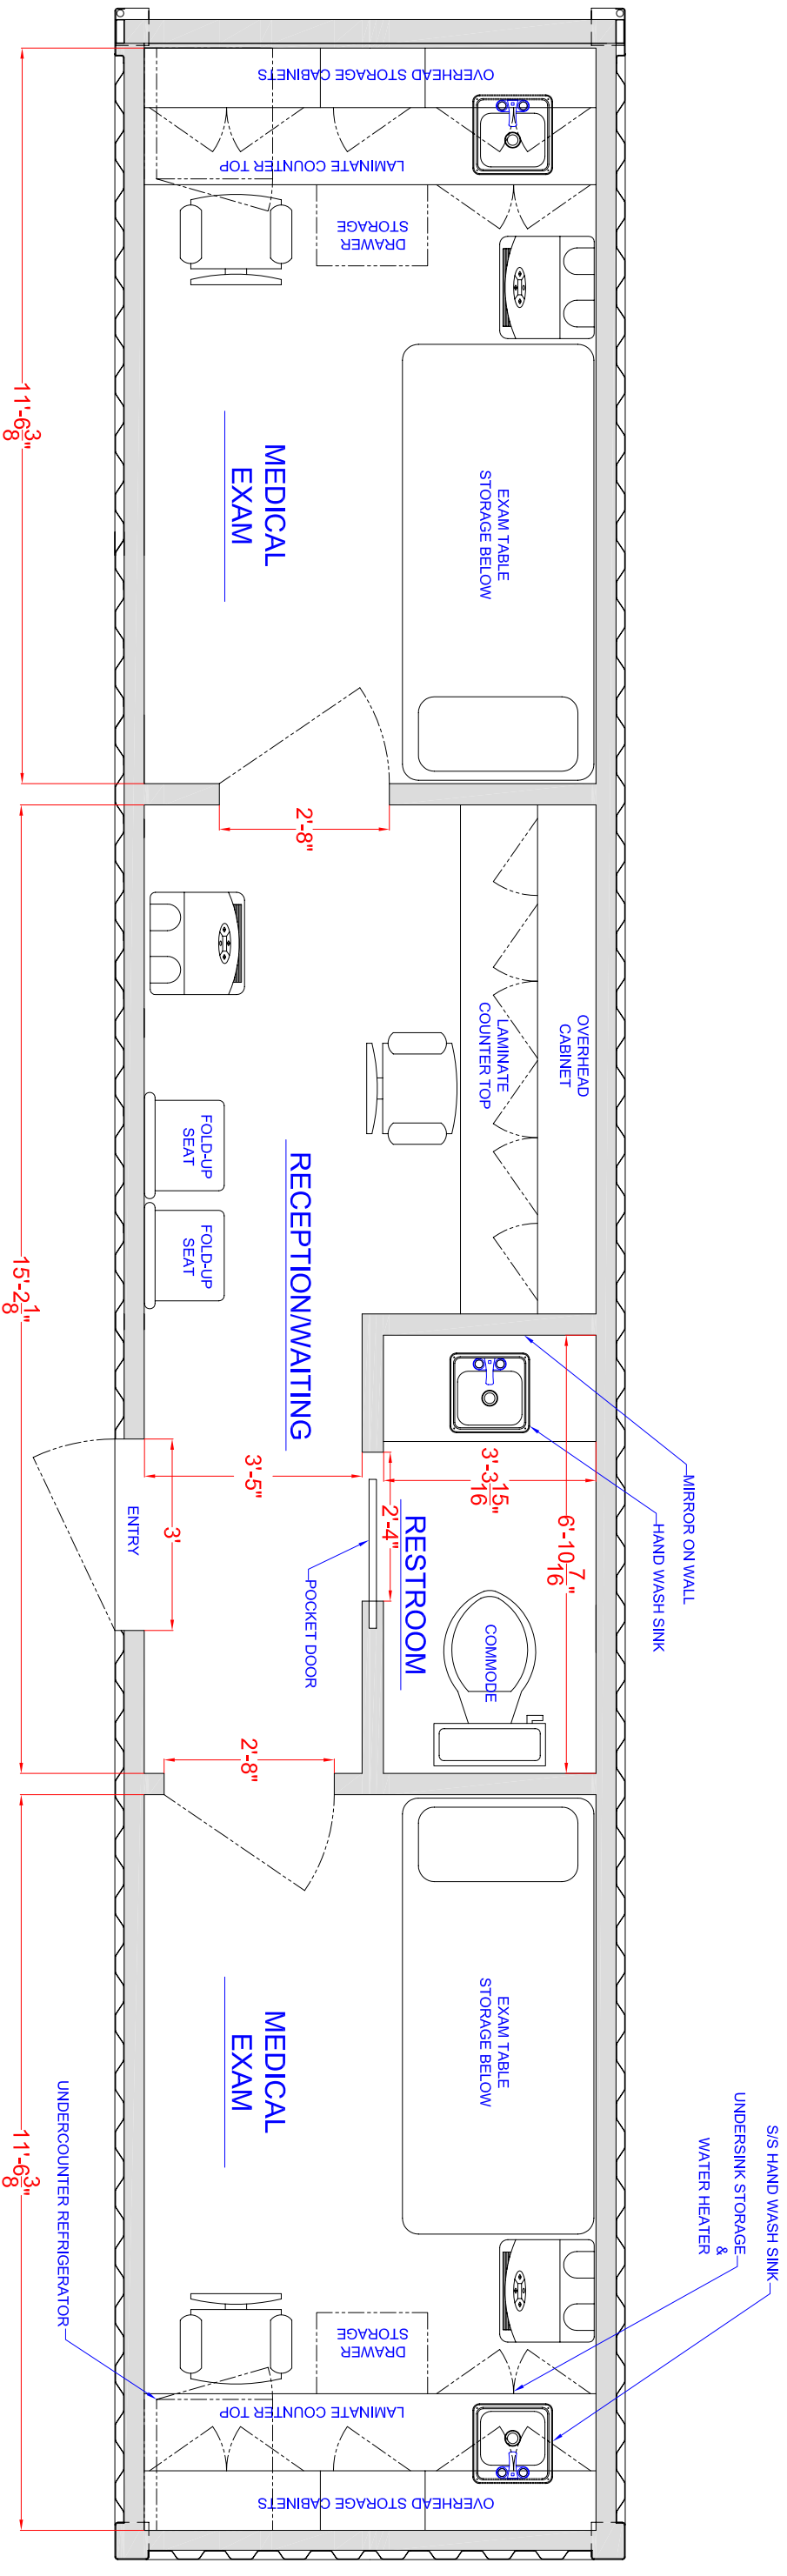 OVERHEAD STORAGE CABINETS
LAMINATE COUNTER TOP
DRAWER
STORAGE
EXAM TABLE
STORAGE BELOW
MEDICAL
EXAM
11'-6 3/8"
2'-8"
OVERHEAD
CABINET
LAMINATE
COUNTER TOP
FOLD-UP
SEAT
FOLD-UP
SEAT
RECEPTION/WAITING
15'-2 1/8"
MIRROR ON WALL
HAND WASH SINK
6'-10 7/16"
3'-3 15/16"
2'-4"
RESTROOM
COMMODE
POCKET DOOR
3'-5"
3'
ENTRY
2'-8"
EXAM TABLE
STORAGE BELOW
MEDICAL
EXAM
11'-6 3/8"
S/S HAND WASH SINK
UNDERSINK STORAGE
&
WATER HEATER
DRAWER
STORAGE
LAMINATE COUNTER TOP
OVERHEAD STORAGE CABINETS
UNDERCOUNTER REFRIGERATOR